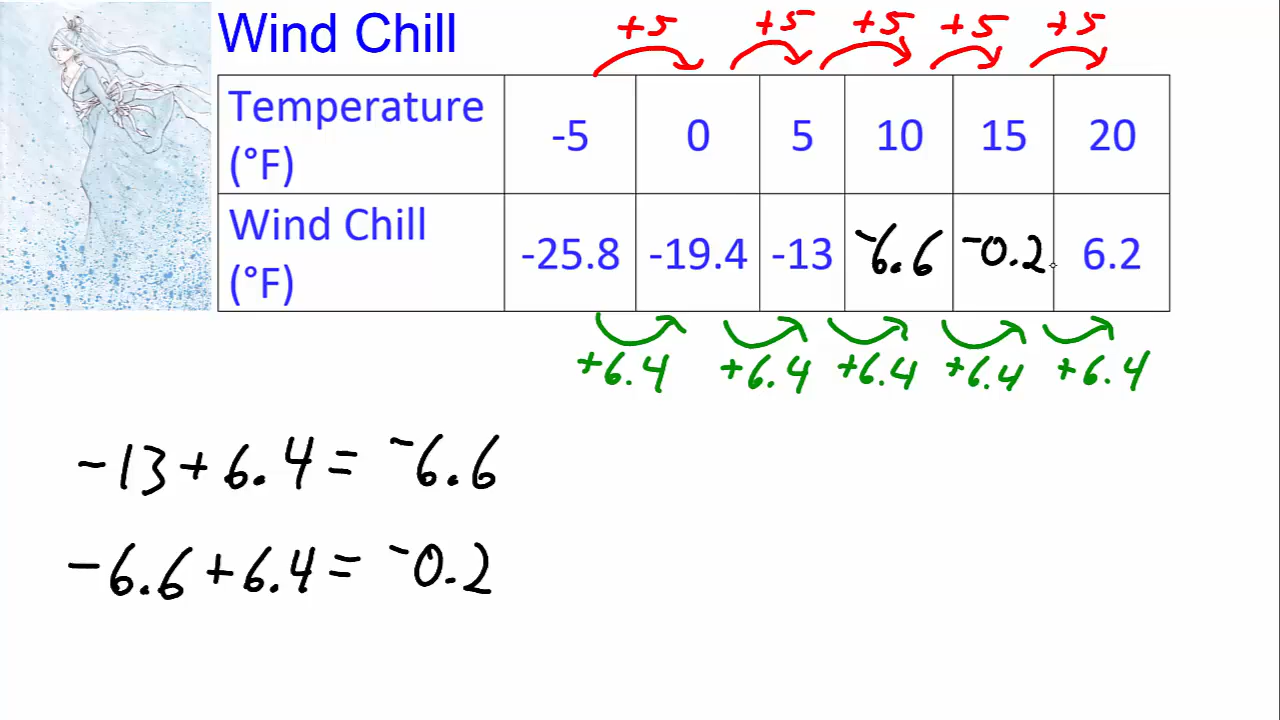 Wind Chill
+5 +5 +5 +5 +5
Temperature (°F) -5 0 5 10 15 20
Wind Chill (°F) -25.8 -19.4 -13 -6.6 -0.2 6.2
+6.4 +6.4 +6.4 +6.4 +6.4
-13+6.4=-6.6
-6.6+6.4=-0.2